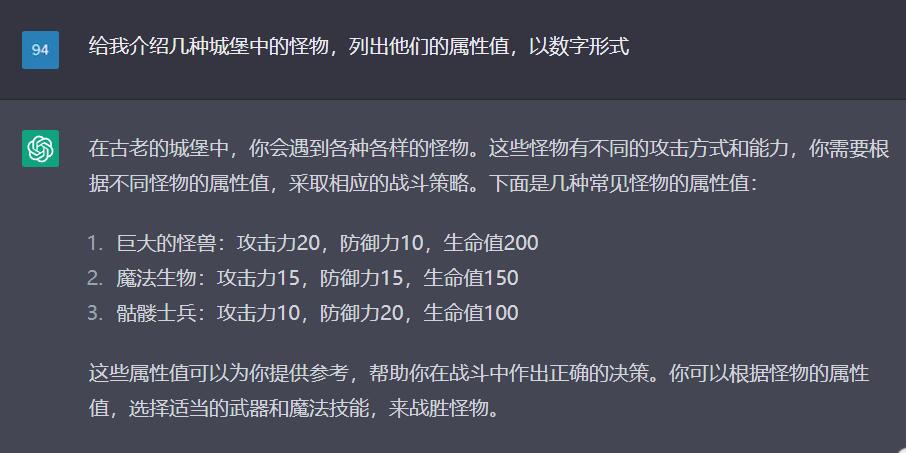 94
给我介绍几种城堡中的怪物，列出他们的属性值，以数字形式
在古老的城堡中，你会遇到各种各样的怪物。这些怪物有不同的攻击方式和能力，你需要根
据不同怪物的属性值，采取相应的战斗策略。下面是几种常见怪物的属性值：
1. 巨大的怪兽：攻击力20，防御力10，生命值200
2. 魔法生物：攻击力15，防御力15，生命值150
3. 骷髅士兵：攻击力10，防御力20，生命值100
这些属性值可以为你提供参考，帮助你在战斗中作出正确的决策。你可以根据怪物的属性
值，选择适当的武器和魔法技能，来战胜怪物。